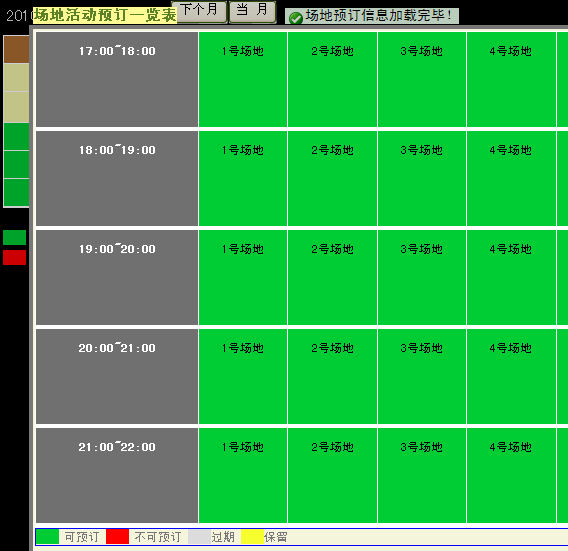 201
场地活动预订一览表 下个月 当 月 场地预订信息加载完毕!
17:00~18:00 1号场地 2号场地 3号场地 4号场地
18:00~19:00 1号场地 2号场地 3号场地 4号场地
19:00~20:00 1号场地 2号场地 3号场地 4号场地
20:00~21:00 1号场地 2号场地 3号场地 4号场地
21:00~22:00 1号场地 2号场地 3号场地 4号场地
可预订 不可预订 过期 保留